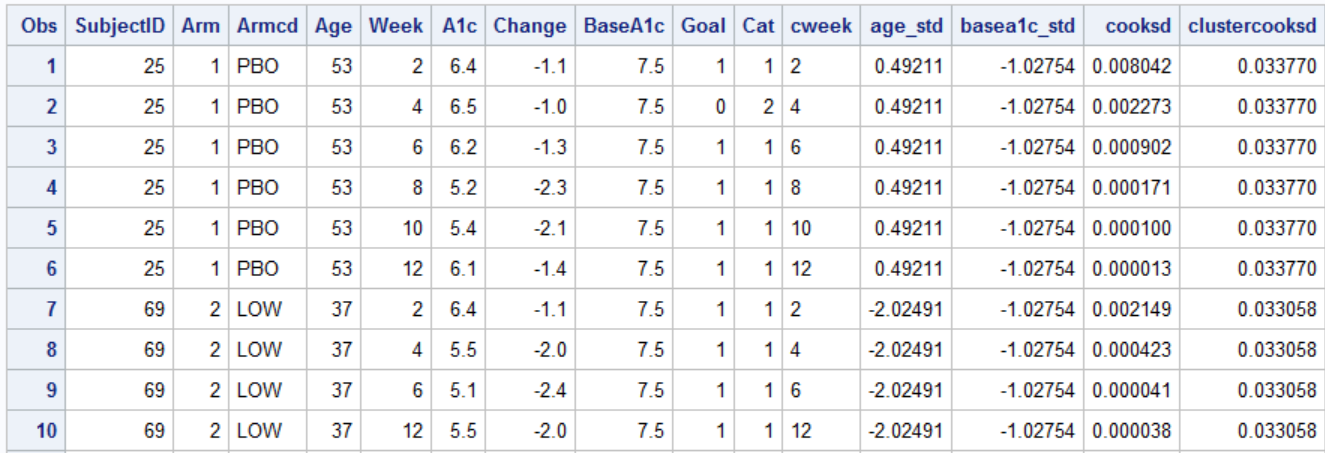 Obs SubjectID Arm Armcd Age Week A1c Change BaseA1c Goal Cat cweek age_std basea1c_std cooksd clustercooksd
1 25 1 PBO 53 2 6.4 -1.1 7.5 1 1 2 0.49211 -1.02754 0.008042 0.033770
2 25 1 PBO 53 4 6.5 -1.0 7.5 0 2 4 0.49211 -1.02754 0.002273 0.033770
3 25 1 PBO 53 6 6.2 -1.3 7.5 1 1 6 0.49211 -1.02754 0.000902 0.033770
4 25 1 PBO 53 8 5.2 -2.3 7.5 1 1 8 0.49211 -1.02754 0.000171 0.033770
5 25 1 PBO 53 10 5.4 -2.1 7.5 1 1 10 0.49211 -1.02754 0.000100 0.033770
6 25 1 PBO 53 12 6.1 -1.4 7.5 1 1 12 0.49211 -1.02754 0.000013 0.033770
7 69 2 LOW 37 2 6.4 -1.1 7.5 1 1 2 -2.02491 -1.02754 0.002149 0.033058
8 69 2 LOW 37 4 5.5 -2.0 7.5 1 1 4 -2.02491 -1.02754 0.000423 0.033058
9 69 2 LOW 37 6 5.1 -2.4 7.5 1 1 6 -2.02491 -1.02754 0.000041 0.033058
10 69 2 LOW 37 12 5.5 -2.0 7.5 1 1 12 -2.02491 -1.02754 0.000038 0.033058